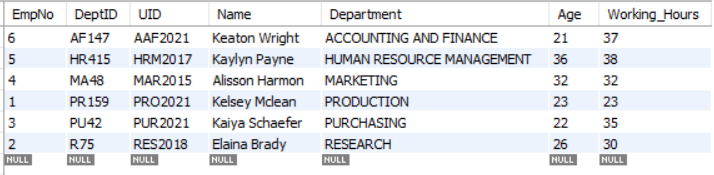 EmpNo DeptID UID Name Department Age Working_Hours
6 AF147 AAF2021 Keaton Wright ACCOUNTING AND FINANCE 21 37
5 HR415 HRM2017 Kaylyn Payne HUMAN RESOURCE MANAGEMENT 36 38
4 MA48 MAR2015 Alisson Harmon MARKETING 32 32
1 PR159 PRO2021 Kelsey Mclean PRODUCTION 23 23
3 PU42 PUR2021 Kaiya Schaefer PURCHASING 22 35
2 R75 RES2018 Elaina Brady RESEARCH 26 30
NULL NULL NULL NULL NULL NULL NULL